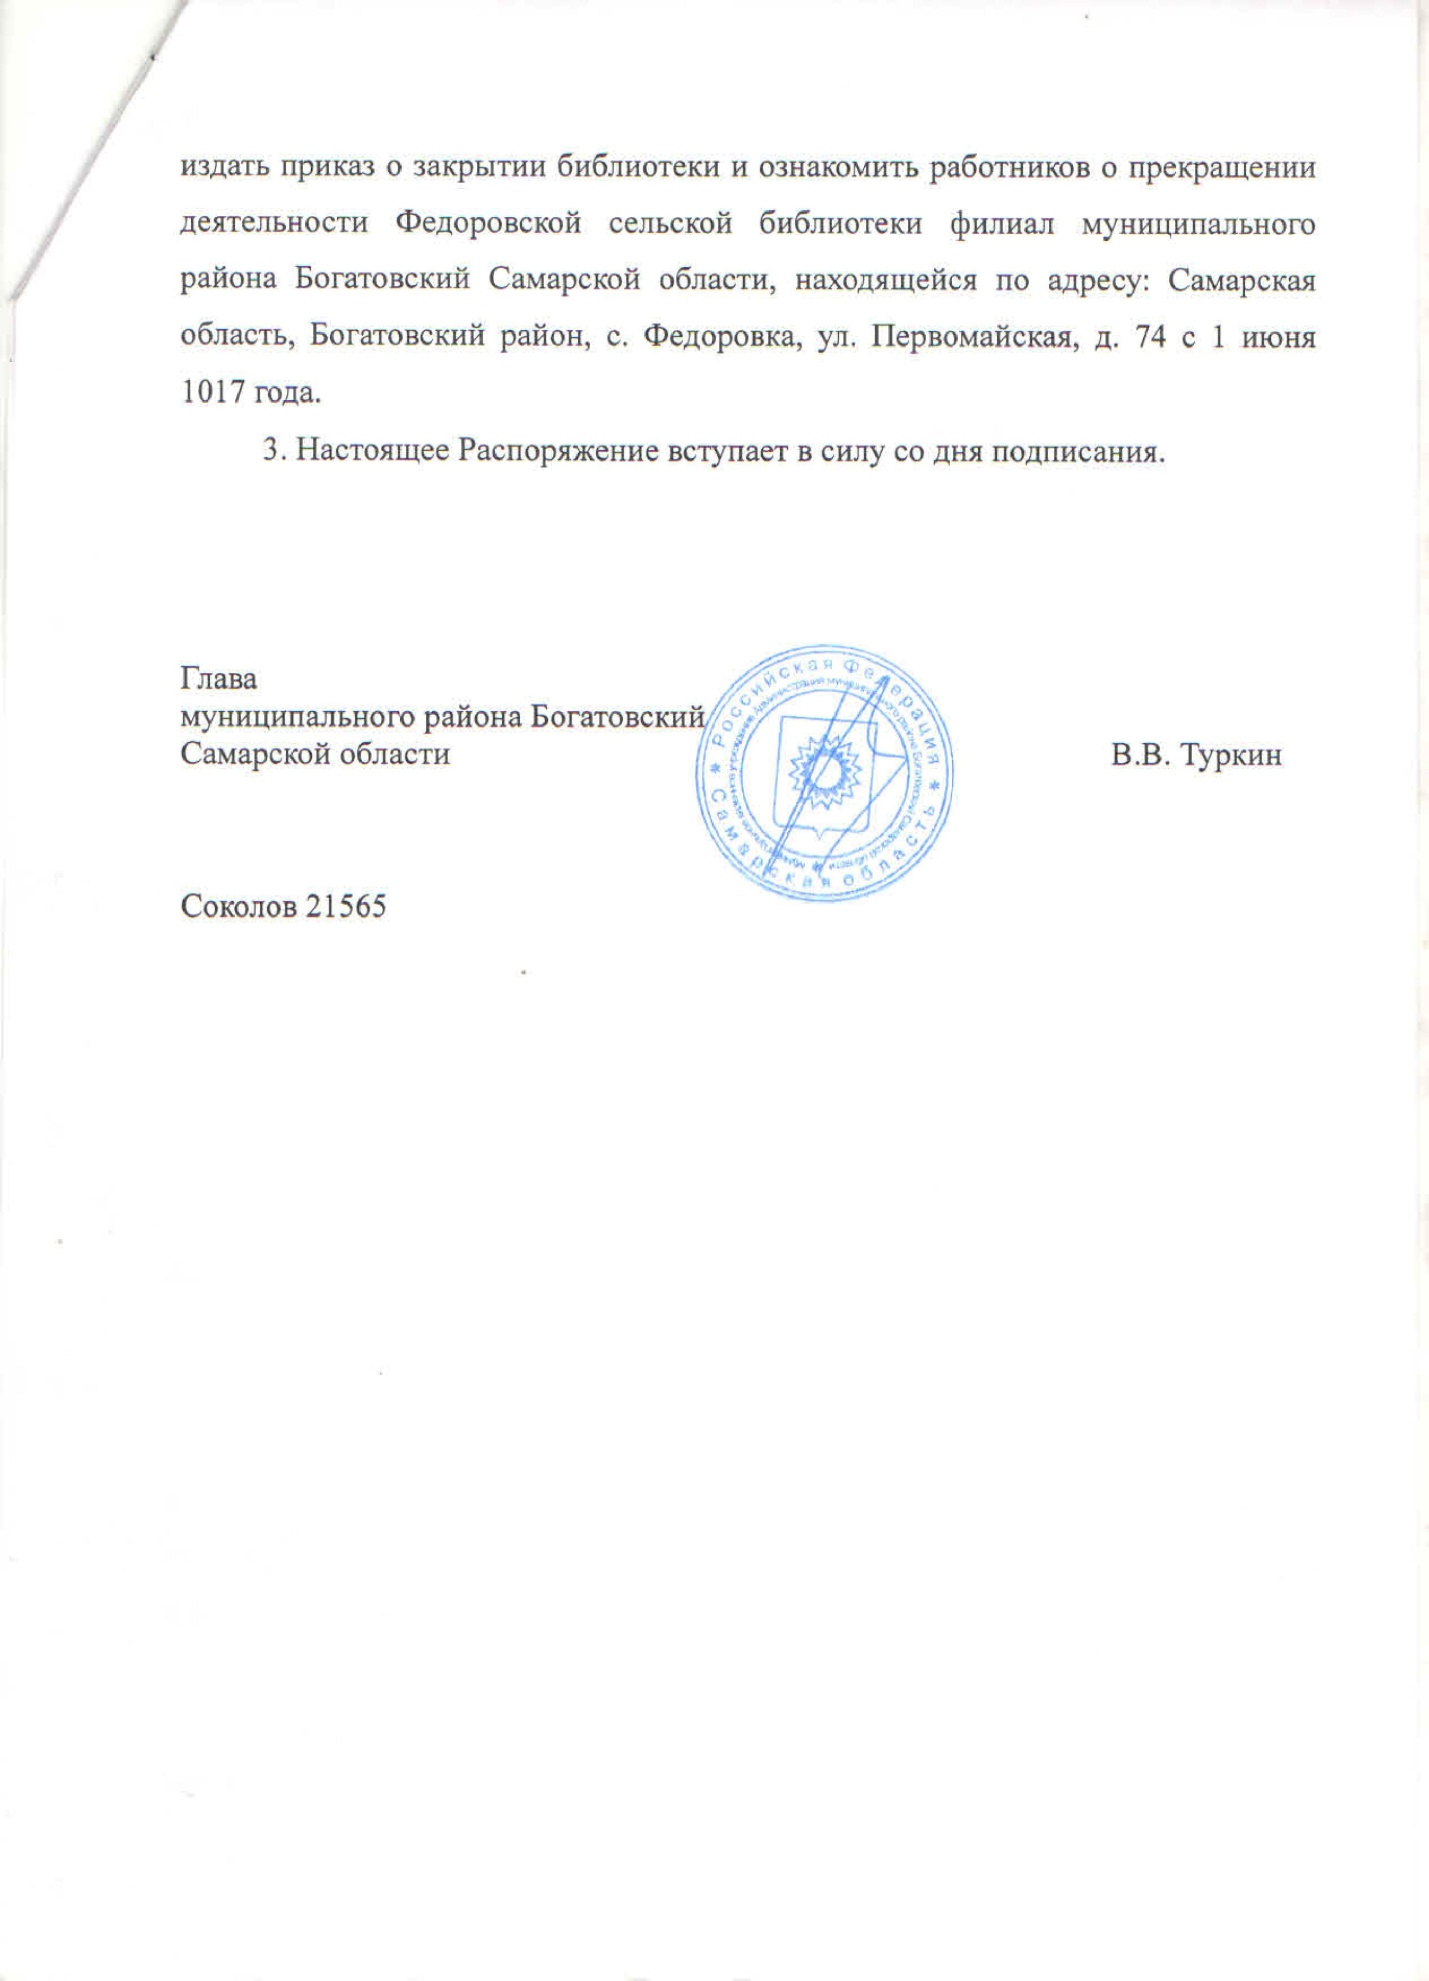 издать приказ о закрытии библиотеки и ознакомить работников о прекращении
деятельности Федоровской сельской библиотеки филиал муниципального
района Богатовский Самарской области, находящейся по адресу: Самарская
область, Богатовский район, с. Федоровка, ул. Первомайская, д. 74 с 1 июня
1017 года.
3. Настоящее Распоряжение вступает в силу со дня подписания.
Глава
муниципального района Богатовский
Самарской области
В.В. Туркин
* Российская Федерация *
Самарская область
Соколов 21565